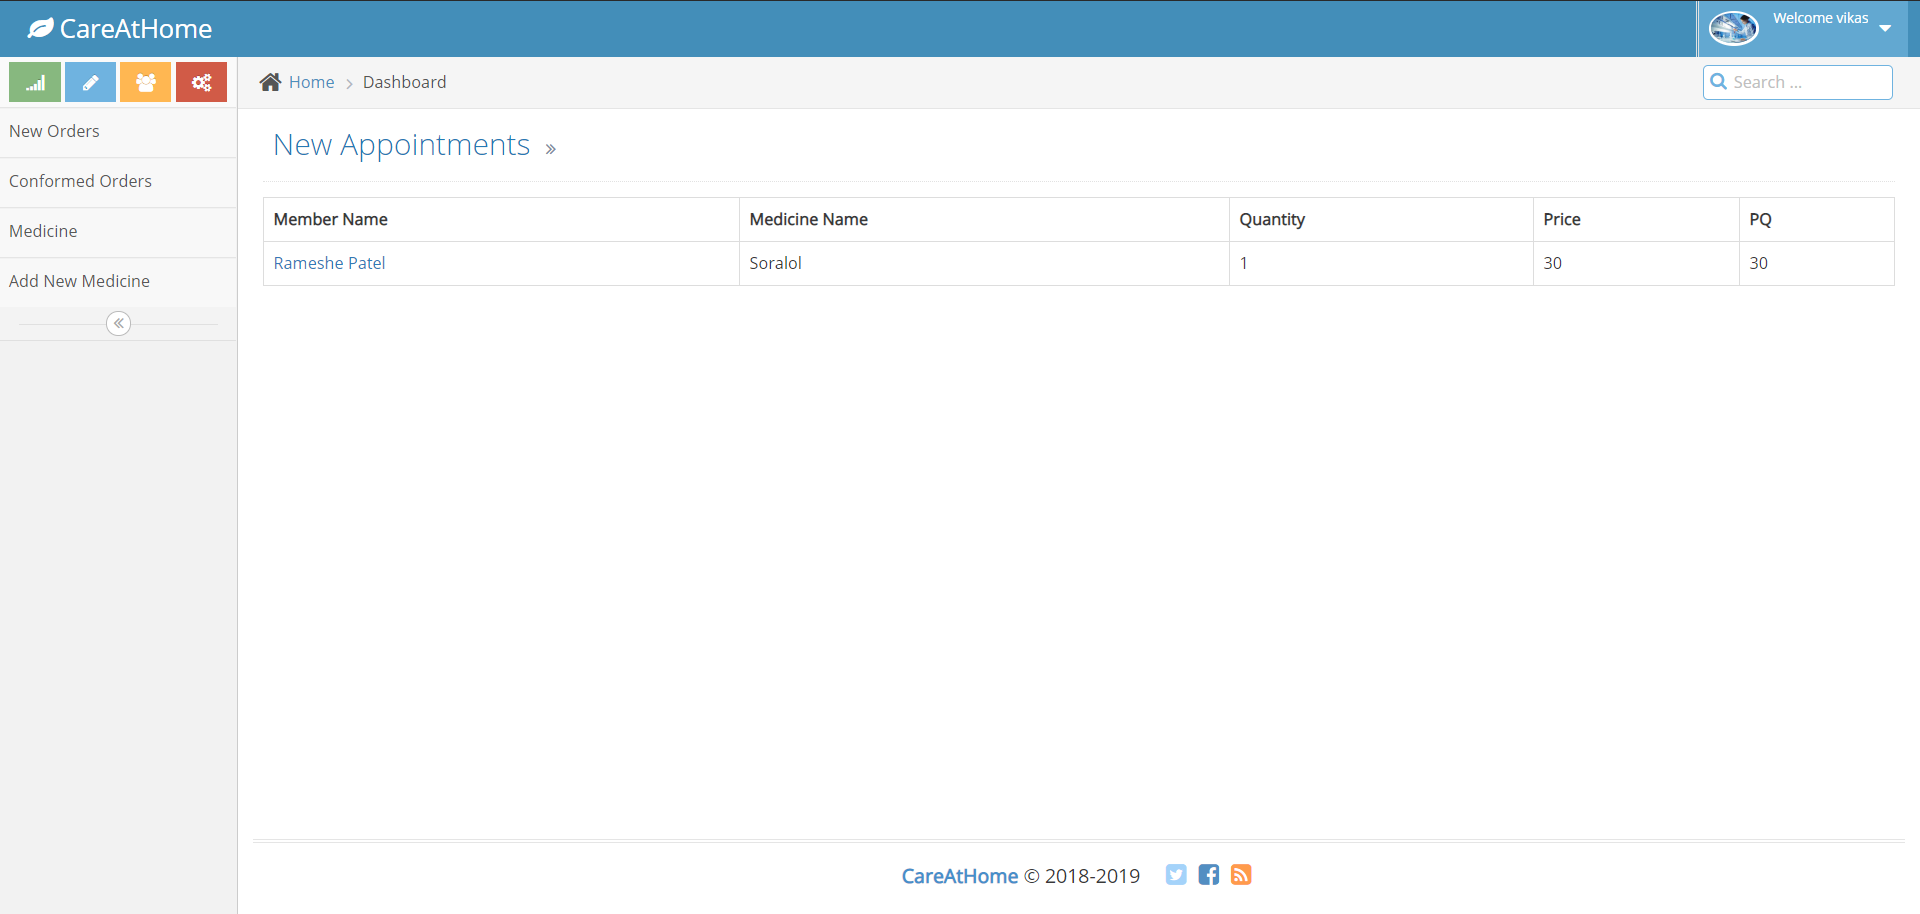 CareAtHome
Welcome vikas
Home > Dashboard
Search ...
New Orders
Conformed Orders
Medicine
Add New Medicine
New Appointments »
Member Name Medicine Name Quantity Price PQ
Rameshe Patel Soralol 1 30 30
CareAtHome © 2018-2019